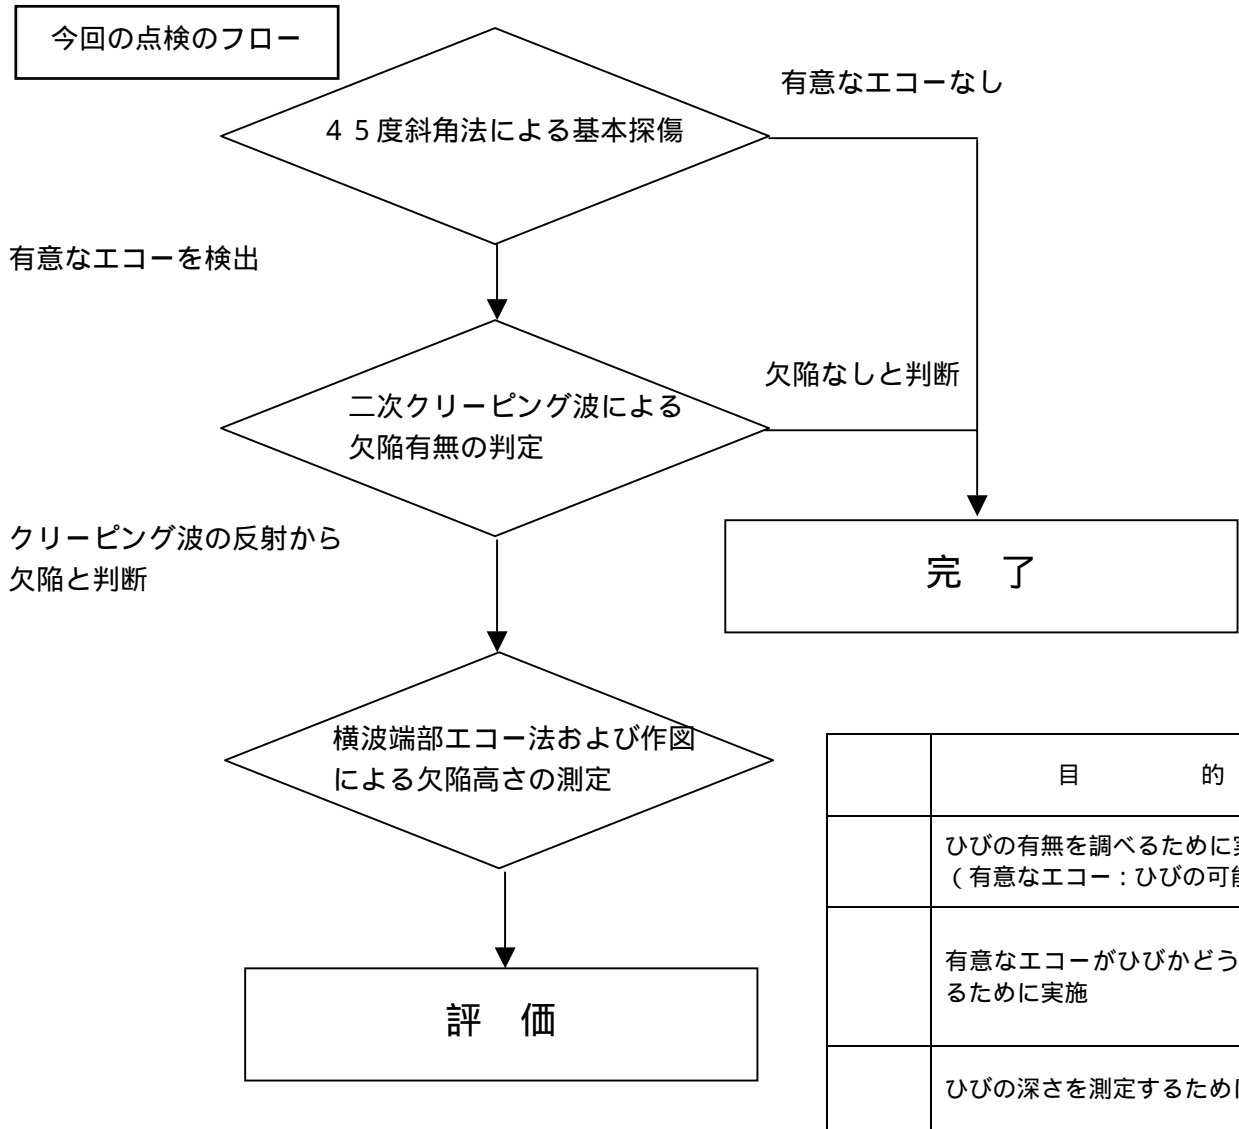 今回の点検のフロー
４５度斜角法による基本探傷
有意なエコーなし
有意なエコーを検出
二次クリーピング波による
欠陥有無の判定
欠陥なしと判断
クリーピング波の反射から
欠陥と判断
完　了
横波端部エコー法および作図
による欠陥高さの測定
評　価
目　　　　的
ひびの有無を調べるために
（有意なエコー：ひびの可
有意なエコーがひびかどう
るために実施
ひびの深さを測定するため